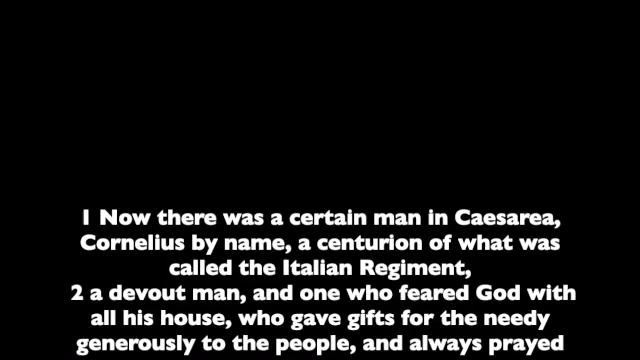 1 Now there was a certain man in Caesarea,
Cornelius by name, a centurion of what was
called the Italian Regiment,
2 a devout man, and one who feared God with
all his house, who gave gifts for the needy
generously to the people, and always prayed